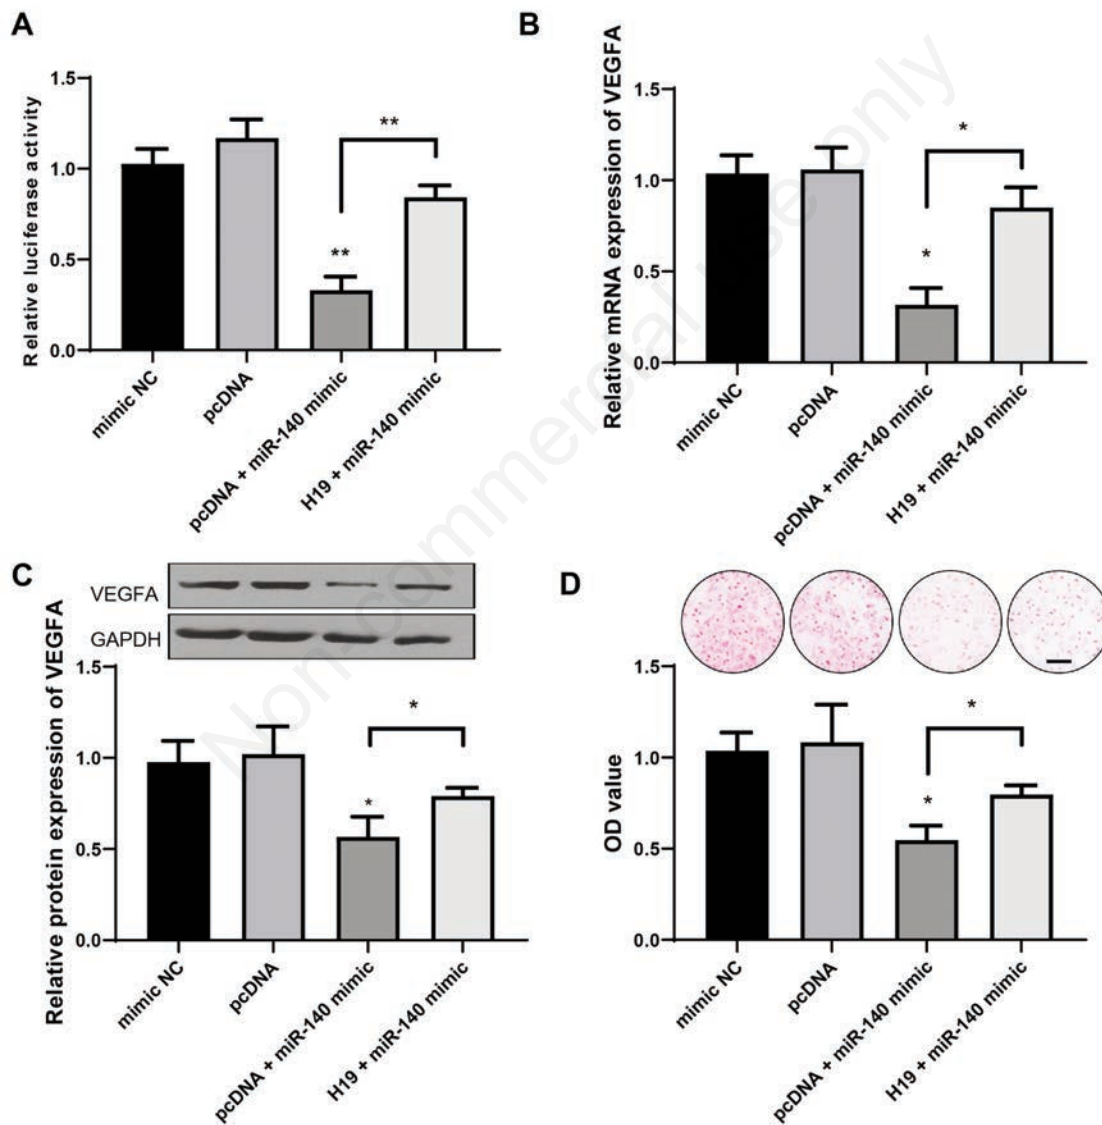 A
Relative luciferase activity
1.5
1.0
0.5
0.0
**
**
mimic NC
pcDNA
pcDNA + miR-140 mimic
H19 + miR-140 mimic
B
Relative mRNA expression of VEGFA
1.5
1.0
0.5
0.0
*
*
mimic NC
pcDNA
pcDNA + miR-140 mimic
H19 + miR-140 mimic
C
VEGFA
GAPDH
Relative protein expression of VEGFA
1.5
1.0
0.5
0.0
*
*
mimic NC
pcDNA
pcDNA + miR-140 mimic
H19 + miR-140 mimic
D
OD value
1.5
1.0
0.5
0.0
*
*
mimic NC
pcDNA
pcDNA + miR-140 mimic
H19 + miR-140 mimic
Non-commercial use only